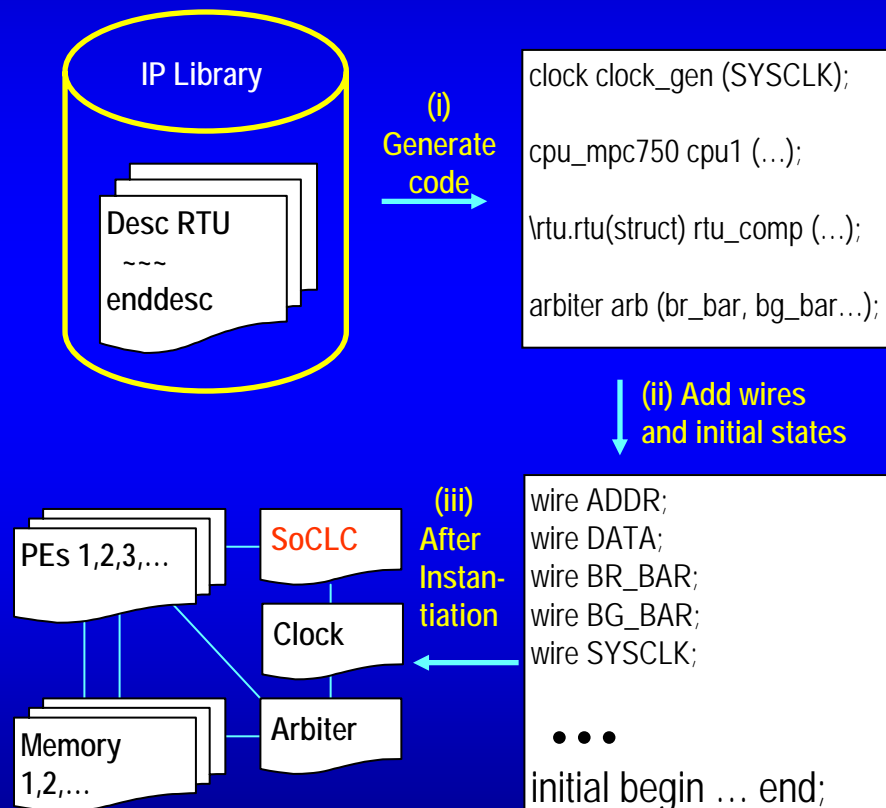 IP Library
Desc RTU
~~~
enddesc
(i)
Generate
code
clock clock_gen (SYSCLK);
cpu_mpc750 cpu1 (…);
\rtu.rtu(struct) rtu_comp (…);
arbiter arb (br_bar, bg_bar…);
(ii) Add wires
and initial states
wire ADDR;
wire DATA;
wire BR_BAR;
wire BG_BAR;
wire SYSCLK;
•••
initial begin … end;
(iii)
After
Instan-
tiation
PEs 1,2,3,…
SoCLC
Clock
Arbiter
Memory
1,2,…